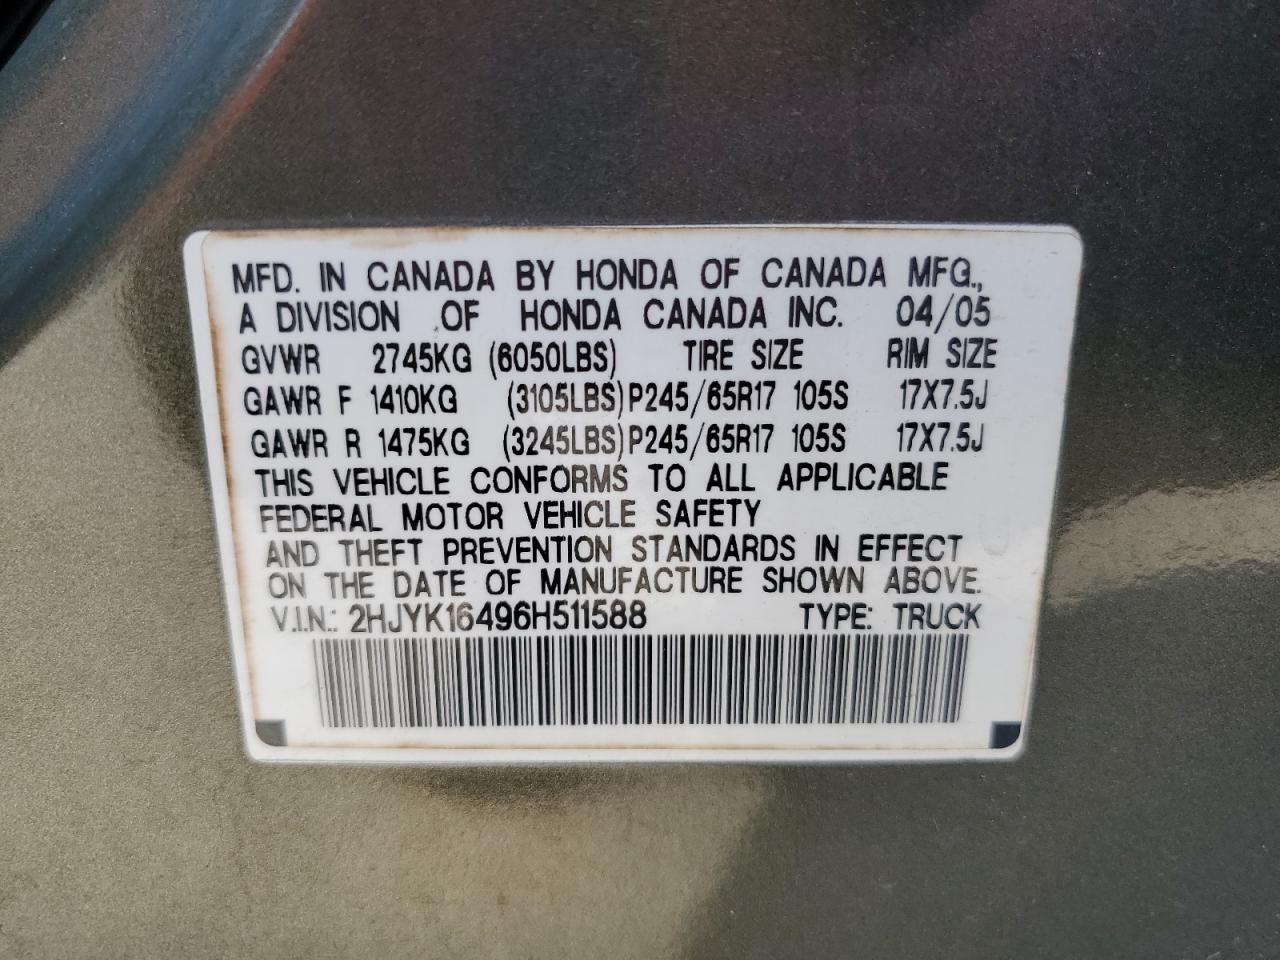 MFD. IN CANADA BY HONDA OF CANADA MFG.,
A DIVISION OF HONDA CANADA INC. 04/05
GVWR 2745KG (6050LBS) TIRE SIZE RIM SIZE
GAWR F 1410KG (3105LBS) P245/65R17 105S 17X7.5J
GAWR R 1475KG (3245LBS) P245/65R17 105S 17X7.5J
THIS VEHICLE CONFORMS TO ALL APPLICABLE
FEDERAL MOTOR VEHICLE SAFETY
AND THEFT PREVENTION STANDARDS IN EFFECT
ON THE DATE OF MANUFACTURE SHOWN ABOVE.
V.I.N.: 2HJYK16496H511588 TYPE: TRUCK